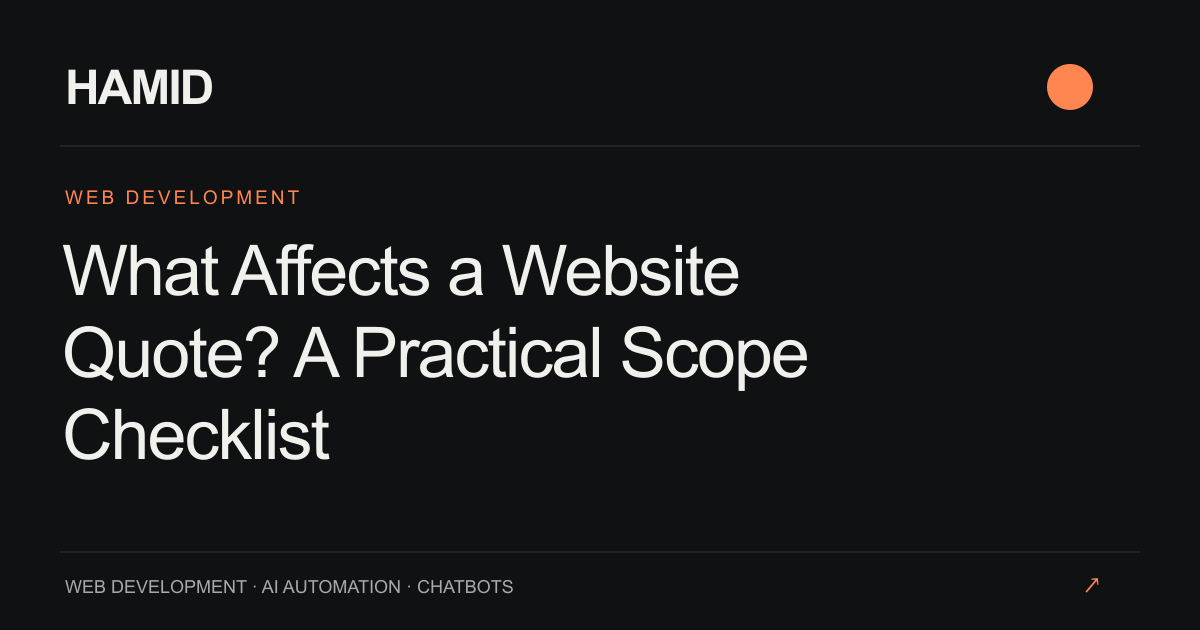 HAMID
WEB DEVELOPMENT
What Affects a Website
Quote? A Practical Scope
Checklist
WEB DEVELOPMENT · AI AUTOMATION · CHATBOTS
↗